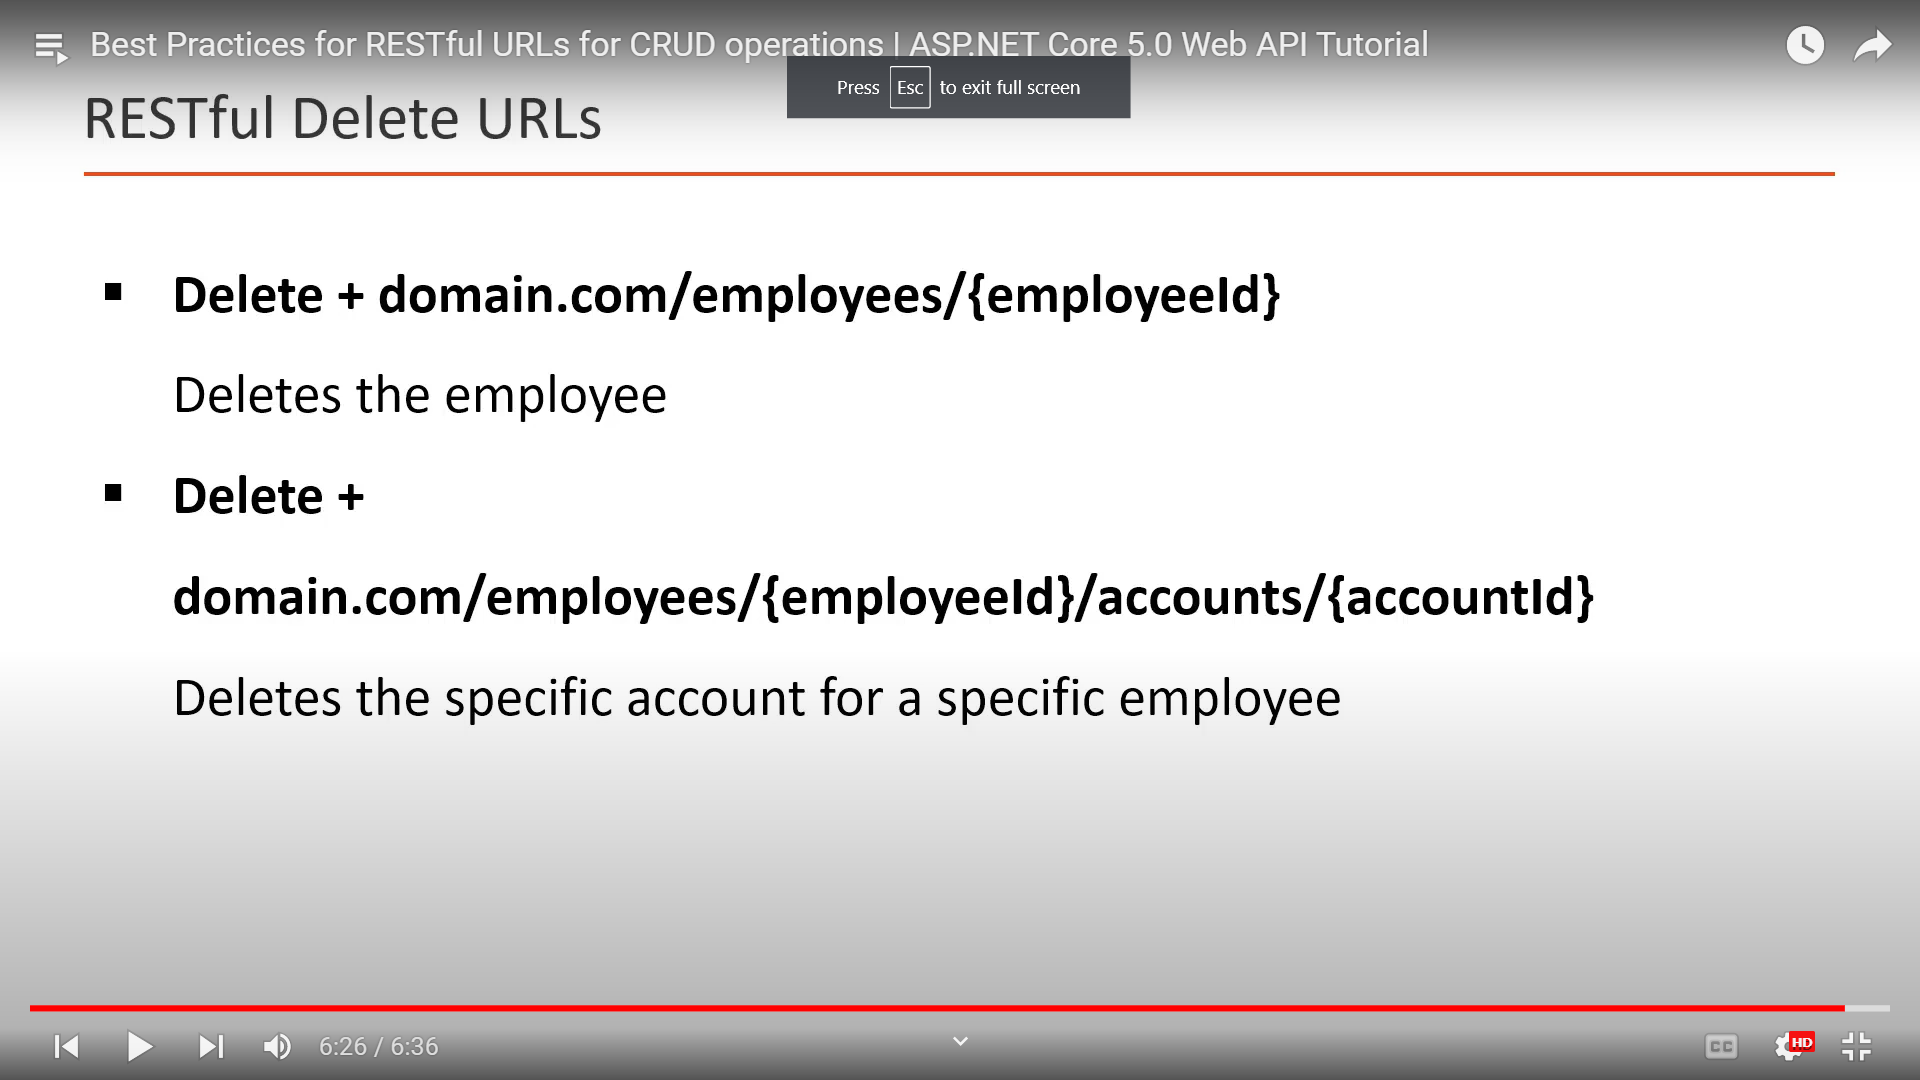 Best Practices for RESTful URLs for CRUD operations | ASP.NET Core 5.0 Web API Tutorial
Press Esc to exit full screen
RESTful Delete URLs
▪ Delete + domain.com/employees/{employeeId}
Deletes the employee
▪ Delete +
domain.com/employees/{employeeId}/accounts/{accountId}
Deletes the specific account for a specific employee
6:26 / 6:36
CC
HD